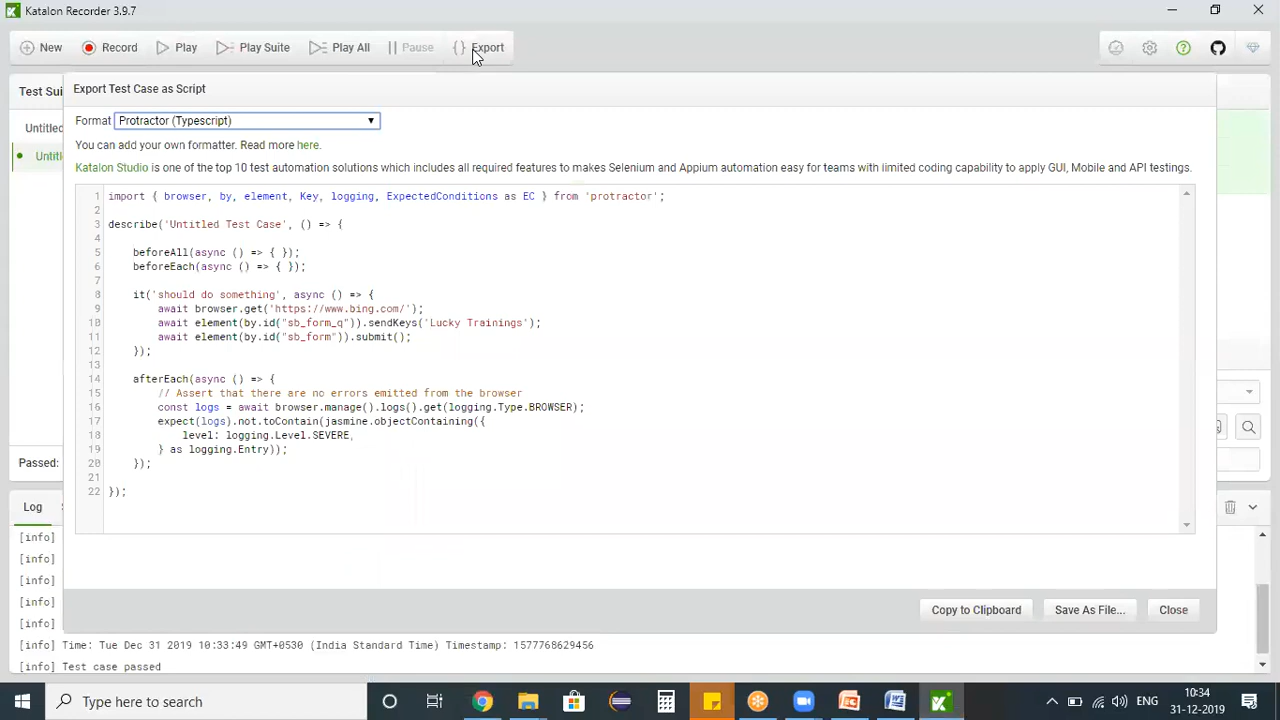 Katalon Recorder 3.9.7
New Record Play Play Suite Play All Pause Export
Test Sui
Export Test Case as Script
Format Protractor (Typescript)
Untitle
You can add your own formatter. Read more here.
Untitl
Katalon Studio is one of the top 10 test automation solutions which includes all required features to makes Selenium and Appium automation easy for teams with limited coding capability to apply GUI, Mobile and API testings.
1 import { browser, by, element, Key, logging, ExpectedConditions as EC } from 'protractor';
2
3 describe('Untitled Test Case', () => {
4
5 beforeAll(async () => { });
6 beforeEach(async () => { });
7
8 it('should do something', async () => {
9 await browser.get('https://www.bing.com/');
10 await element(by.id("sb_form_q")).sendKeys('Lucky Trainings');
11 await element(by.id("sb_form")).submit();
12 });
13
14 afterEach(async () => {
15 // Assert that there are no errors emitted from the browser
16 const logs = await browser.manage().logs().get(logging.Type.BROWSER);
17 expect(logs).not.toContain(jasmine.objectContaining({
18 level: logging.Level.SEVERE,
19 } as logging.Entry));
20 });
21
22 });
Passed:
Log
[info]
[info]
[info]
[info]
[info]
Copy to Clipboard Save As File... Close
[info] Time: Tue Dec 31 2019 10:33:49 GMT+0530 (India Standard Time) Timestamp: 1577768629456
[info] Test case passed
Type here to search
ENG
10:34
31-12-2019